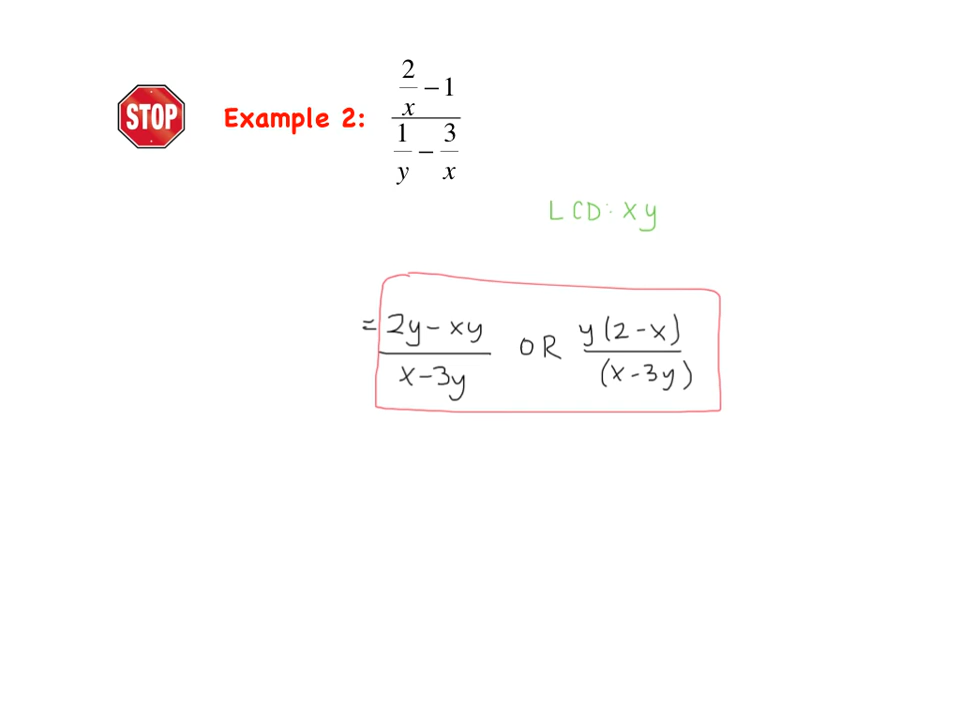 STOP
Example 2:
2/x − 1
1/y − 3/x
LCD: xy
= 2y − xy OR y(2 − x)
x − 3y (x − 3y)